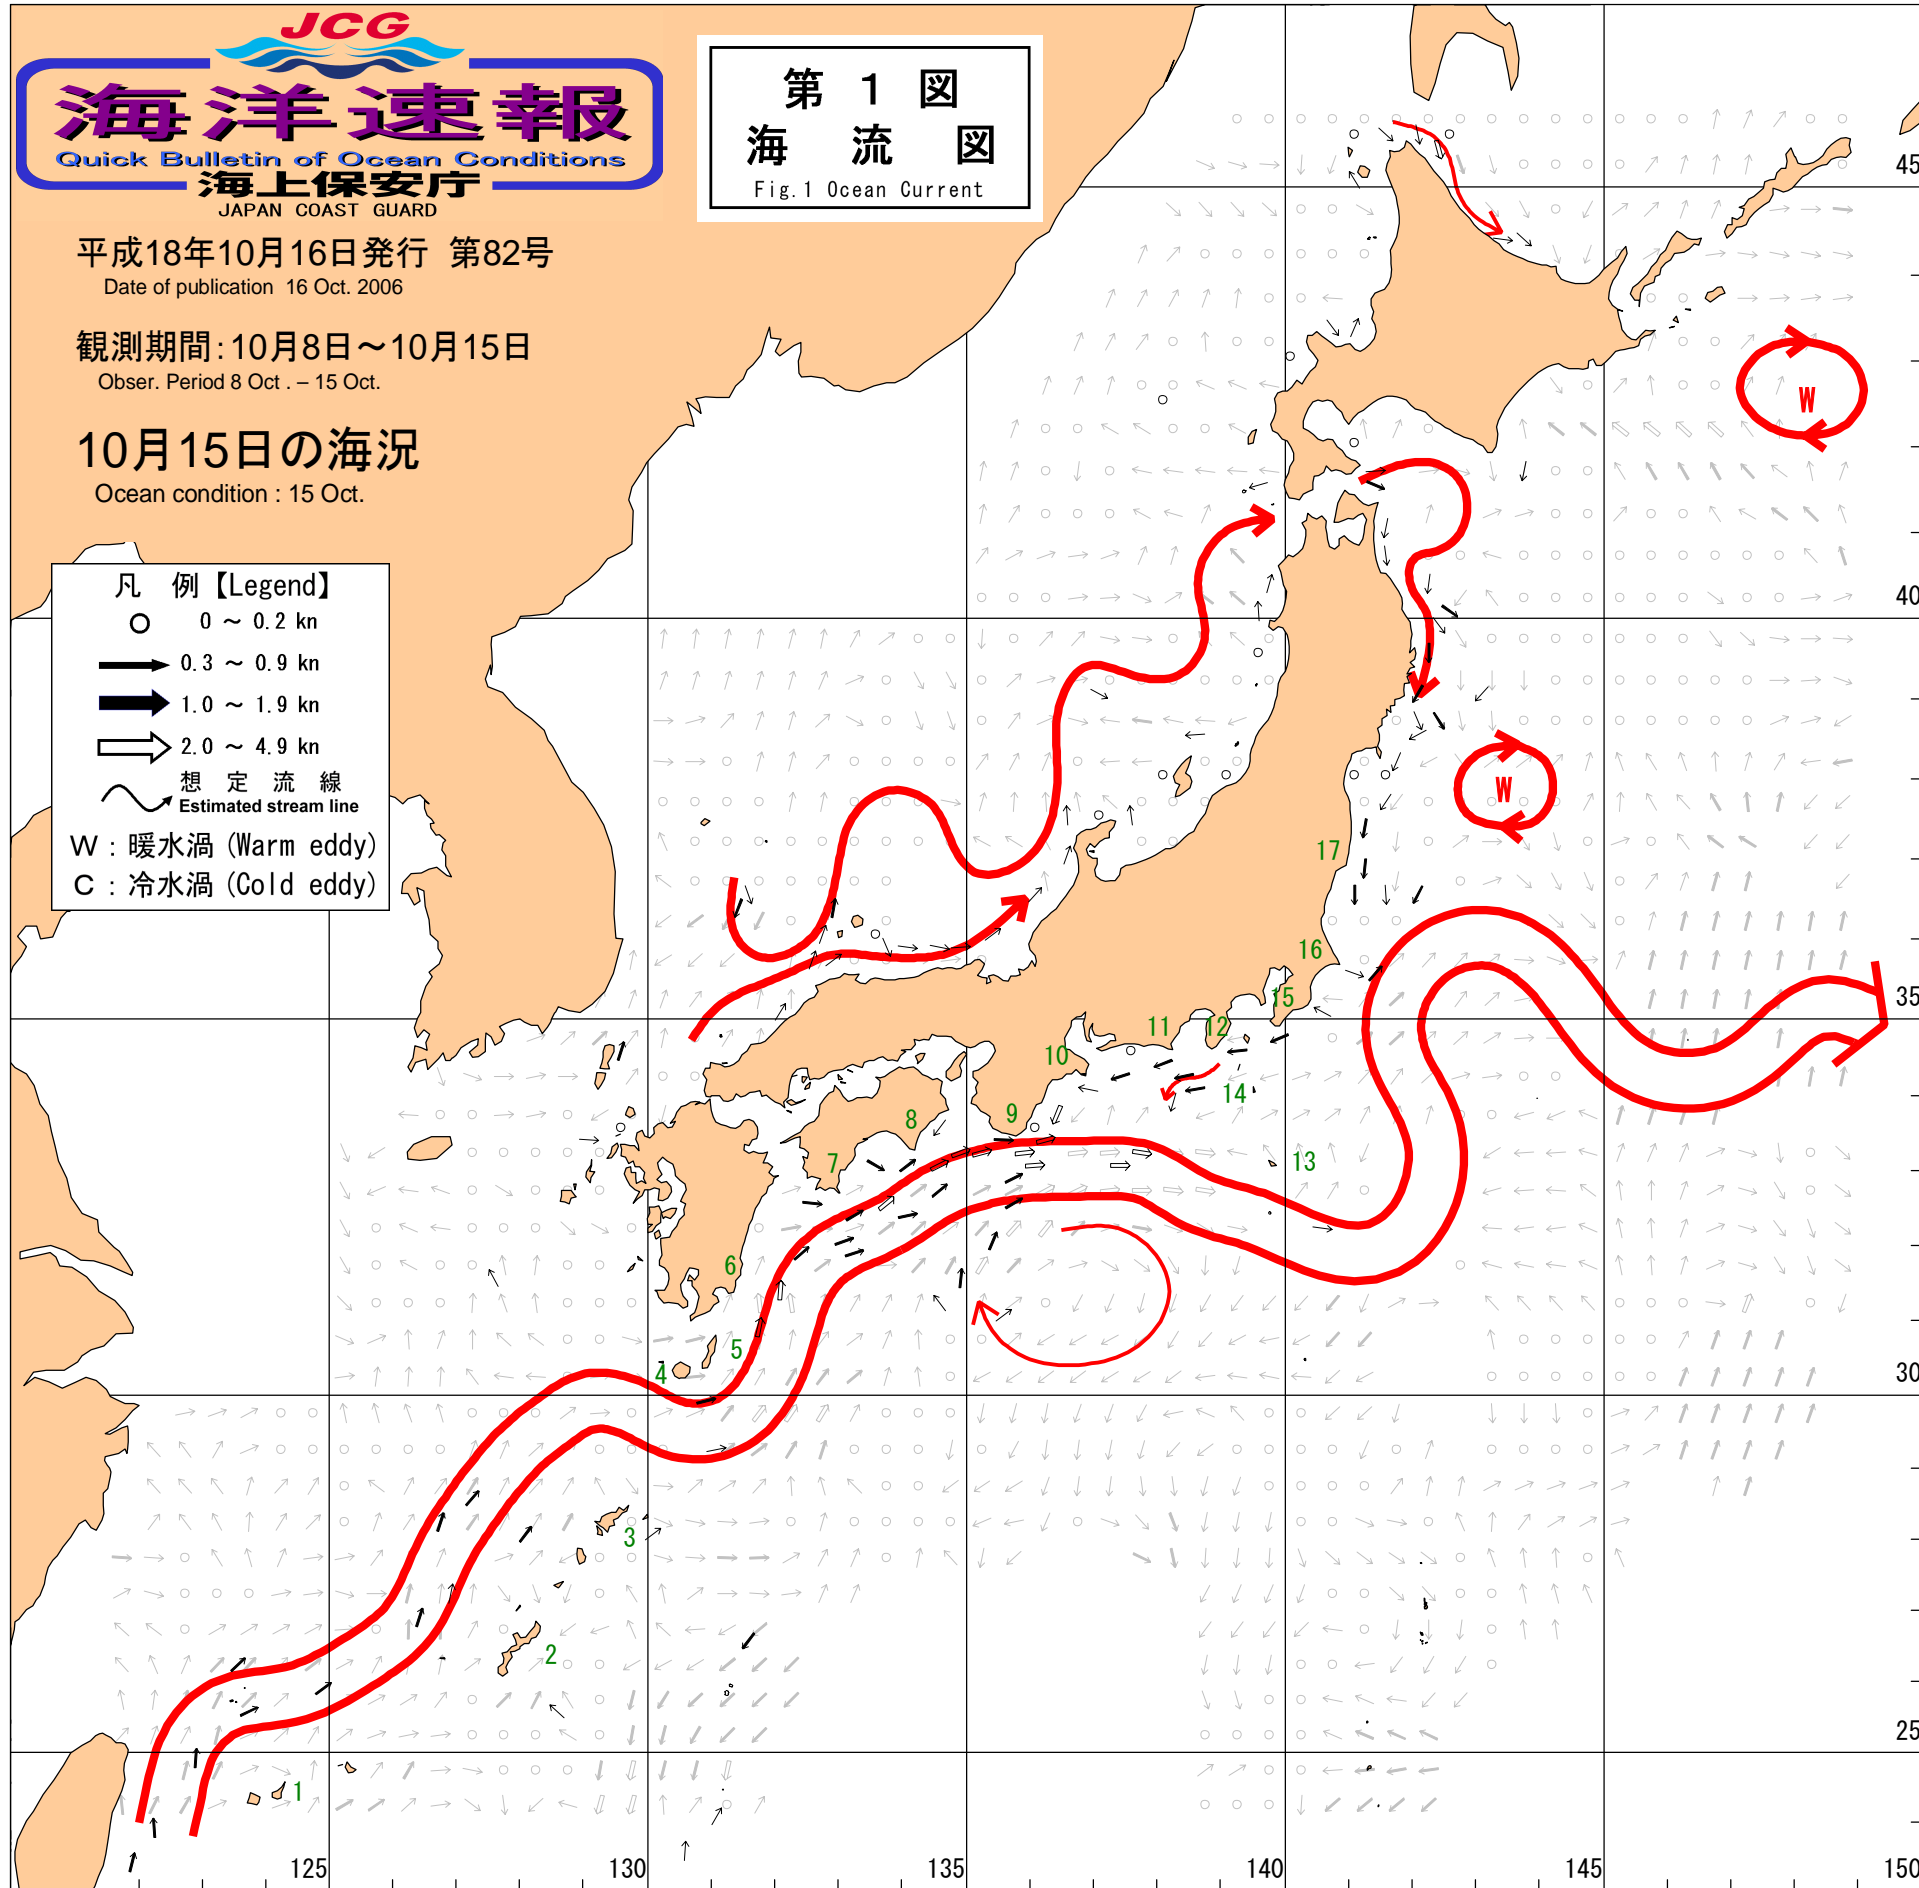 JCG
海洋速報
Quick Bulletin of Ocean Conditions
海上保安庁
JAPAN COAST GUARD
平成18年10月16日発行 第82号
Date of publication 16 Oct. 2006
観測期間:10月8日～10月15日
Obser. Period 8 Oct . – 15 Oct.
10月15日の海況
Ocean condition : 15 Oct.
第 1 図
海 流 図
Fig.1 Ocean Current
凡 例【Legend】
0 ～ 0.2 kn
0.3 ～ 0.9 kn
1.0 ～ 1.9 kn
2.0 ～ 4.9 kn
想 定 流 線
Estimated stream line
W : 暖水渦 (Warm eddy)
C : 冷水渦 (Cold eddy)
45
W
40
W
17
16
35
15
11
12
10
14
9
8
7
13
6
5
4
30
3
2
25
1
125
130
135
140
145
150